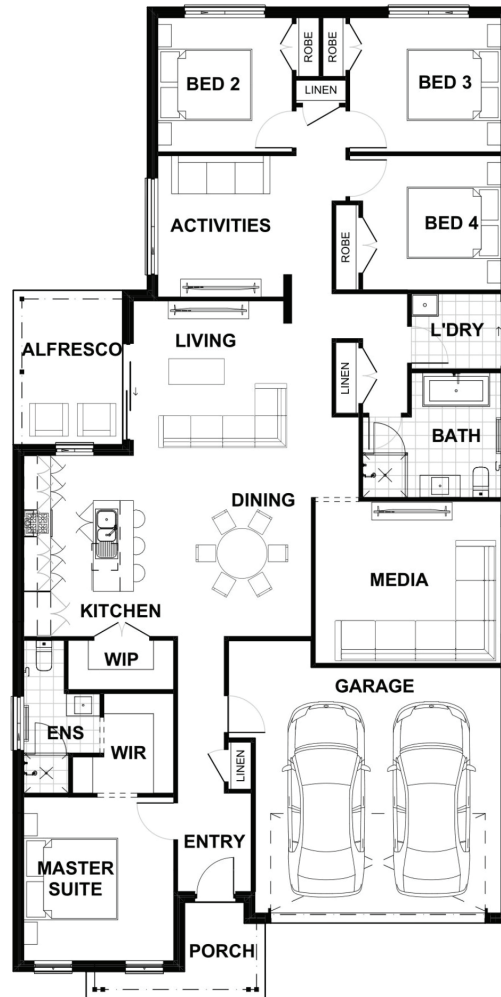 ROBE
ROBE
BED 2
BED 3
LINEN
ACTIVITIES
BED 4
ROBE
ALFRESCO
LIVING
L'DRY
LINEN
BATH
DINING
MEDIA
KITCHEN
WIP
GARAGE
ENS
WIR
LINEN
ENTRY
MASTER
SUITE
PORCH